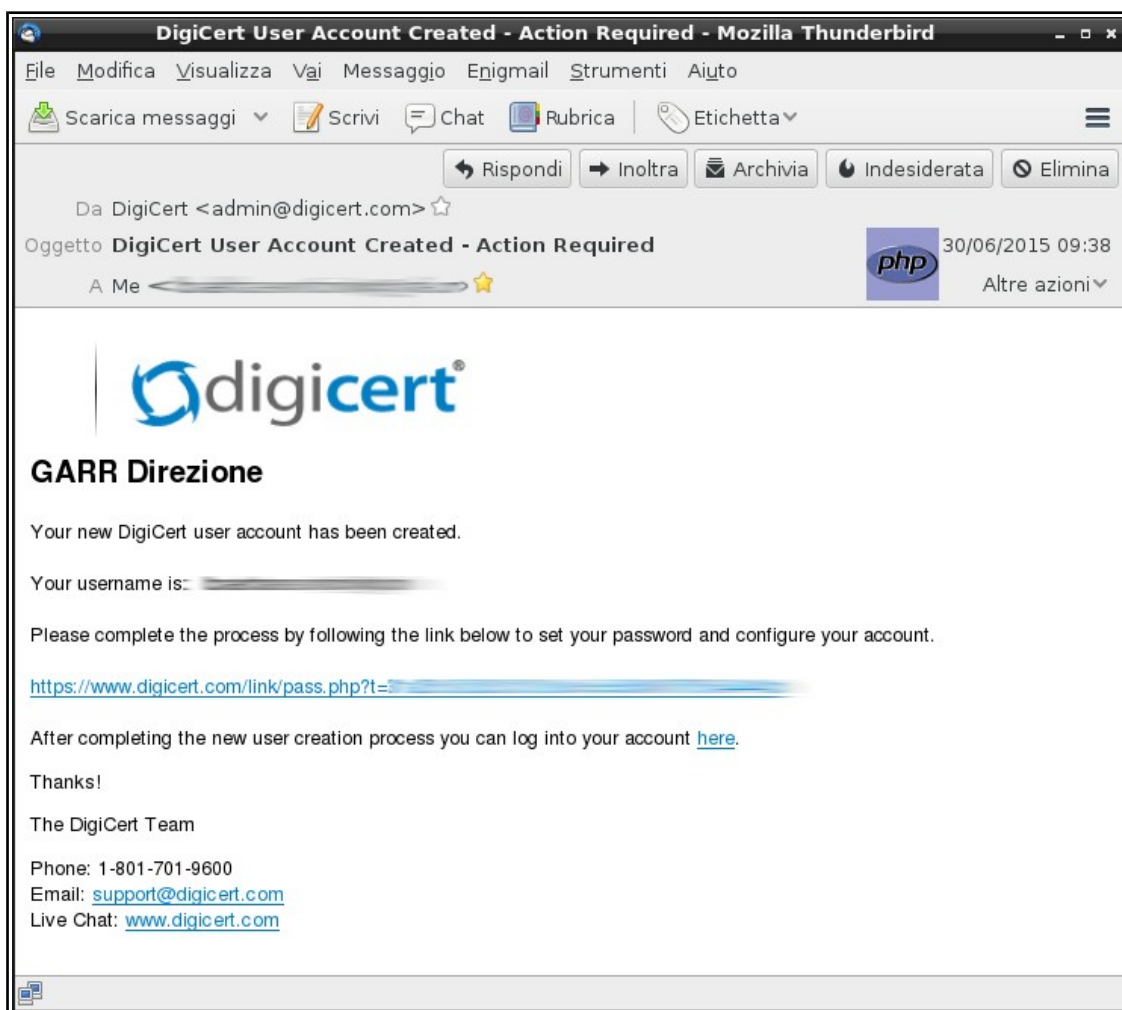 DigiCert User Account Created - Action Required - Mozilla Thunderbird
File Modifica Visualizza Vai Messaggio Enigmail Strumenti Aiuto
Scarica messaggi Scrivi Chat Rubrica Etichetta
Rispondi Inoltra Archivia Indesiderata Elimina
Da DigiCert <admin@digicert.com>
Oggetto DigiCert User Account Created - Action Required
php
30/06/2015 09:38
A Me <
Altre azioni
digicert®
GARR Direzione
Your new DigiCert user account has been created.
Your username is:
Please complete the process by following the link below to set your password and configure your account.
https://www.digicert.com/link/pass.php?t=
After completing the new user creation process you can log into your account here.
Thanks!
The DigiCert Team
Phone: 1-801-701-9600
Email: support@digicert.com
Live Chat: www.digicert.com